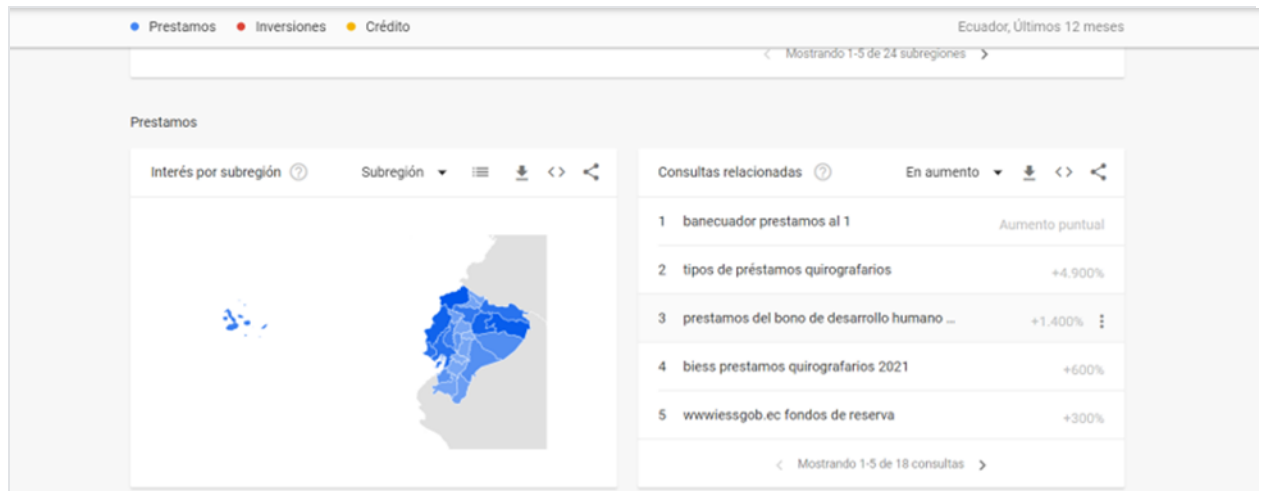 Prestamos Inversiones Crédito Ecuador, Últimos 12 meses
Mostrando 1-5 de 24 subregiones
Prestamos
Interés por subregión Subregión
Consultas relacionadas En aumento
1 banecuador prestamos al 1 Aumento puntual
2 tipos de préstamos quirografarios +4.900%
3 prestamos del bono de desarrollo humano ... +1.400%
4 biess prestamos quirografarios 2021 +600%
5 wwwiessgob.ec fondos de reserva +300%
Mostrando 1-5 de 18 consultas